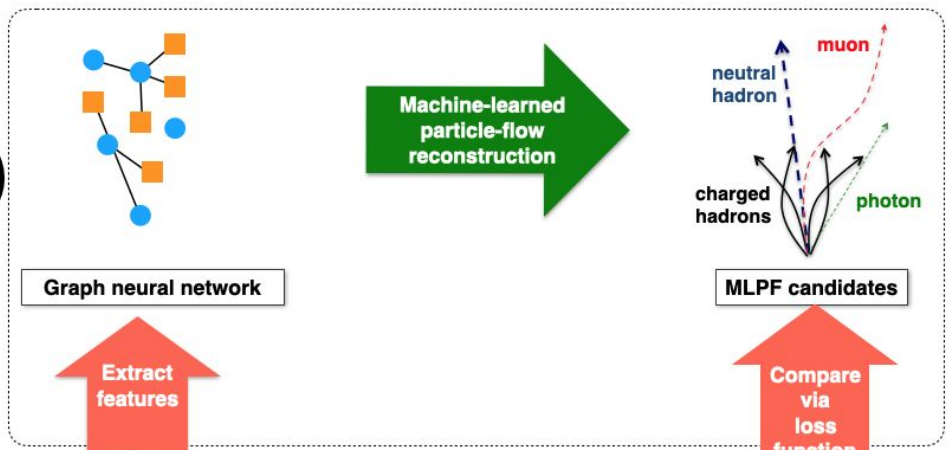 Machine-learned
particle-flow
reconstruction
muon
neutral
hadron
charged
hadrons
photon
Graph neural network
MLPF candidates
Extract
features
Compare
via
loss
function